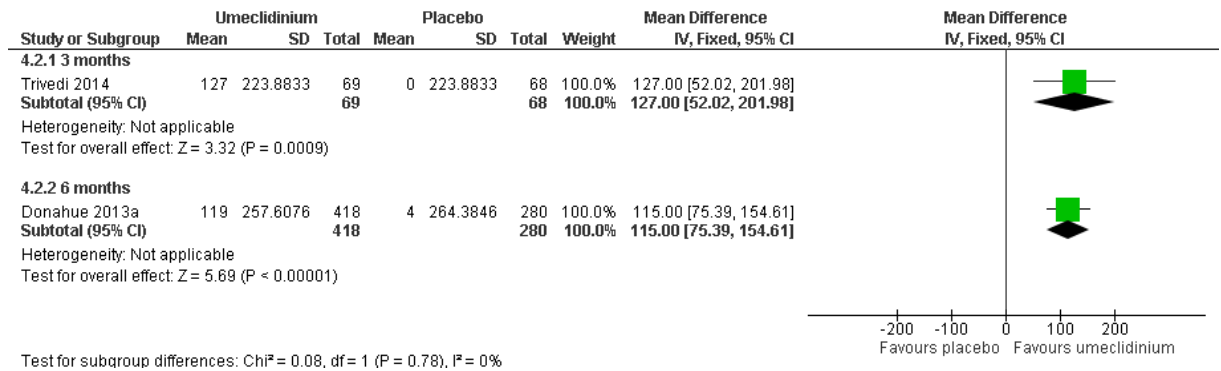 Umeclidinium Placebo Mean Difference Mean Difference
Study or Subgroup Mean SD Total Mean SD Total Weight IV, Fixed, 95% CI IV, Fixed, 95% CI
4.2.1 3 months
Trivedi 2014 127 223.8833 69 0 223.8833 68 100.0% 127.00 [52.02, 201.98]
Subtotal (95% CI) 69 68 100.0% 127.00 [52.02, 201.98]
Heterogeneity: Not applicable
Test for overall effect: Z = 3.32 (P = 0.0009)
4.2.2 6 months
Donahue 2013a 119 257.6076 418 4 264.3846 280 100.0% 115.00 [75.39, 154.61]
Subtotal (95% CI) 418 280 100.0% 115.00 [75.39, 154.61]
Heterogeneity: Not applicable
Test for overall effect: Z = 5.69 (P < 0.00001)
-200 -100 0 100 200
Favours placebo Favours umeclidinium
Test for subgroup differences: Chi² = 0.08, df = 1 (P = 0.78), I² = 0%